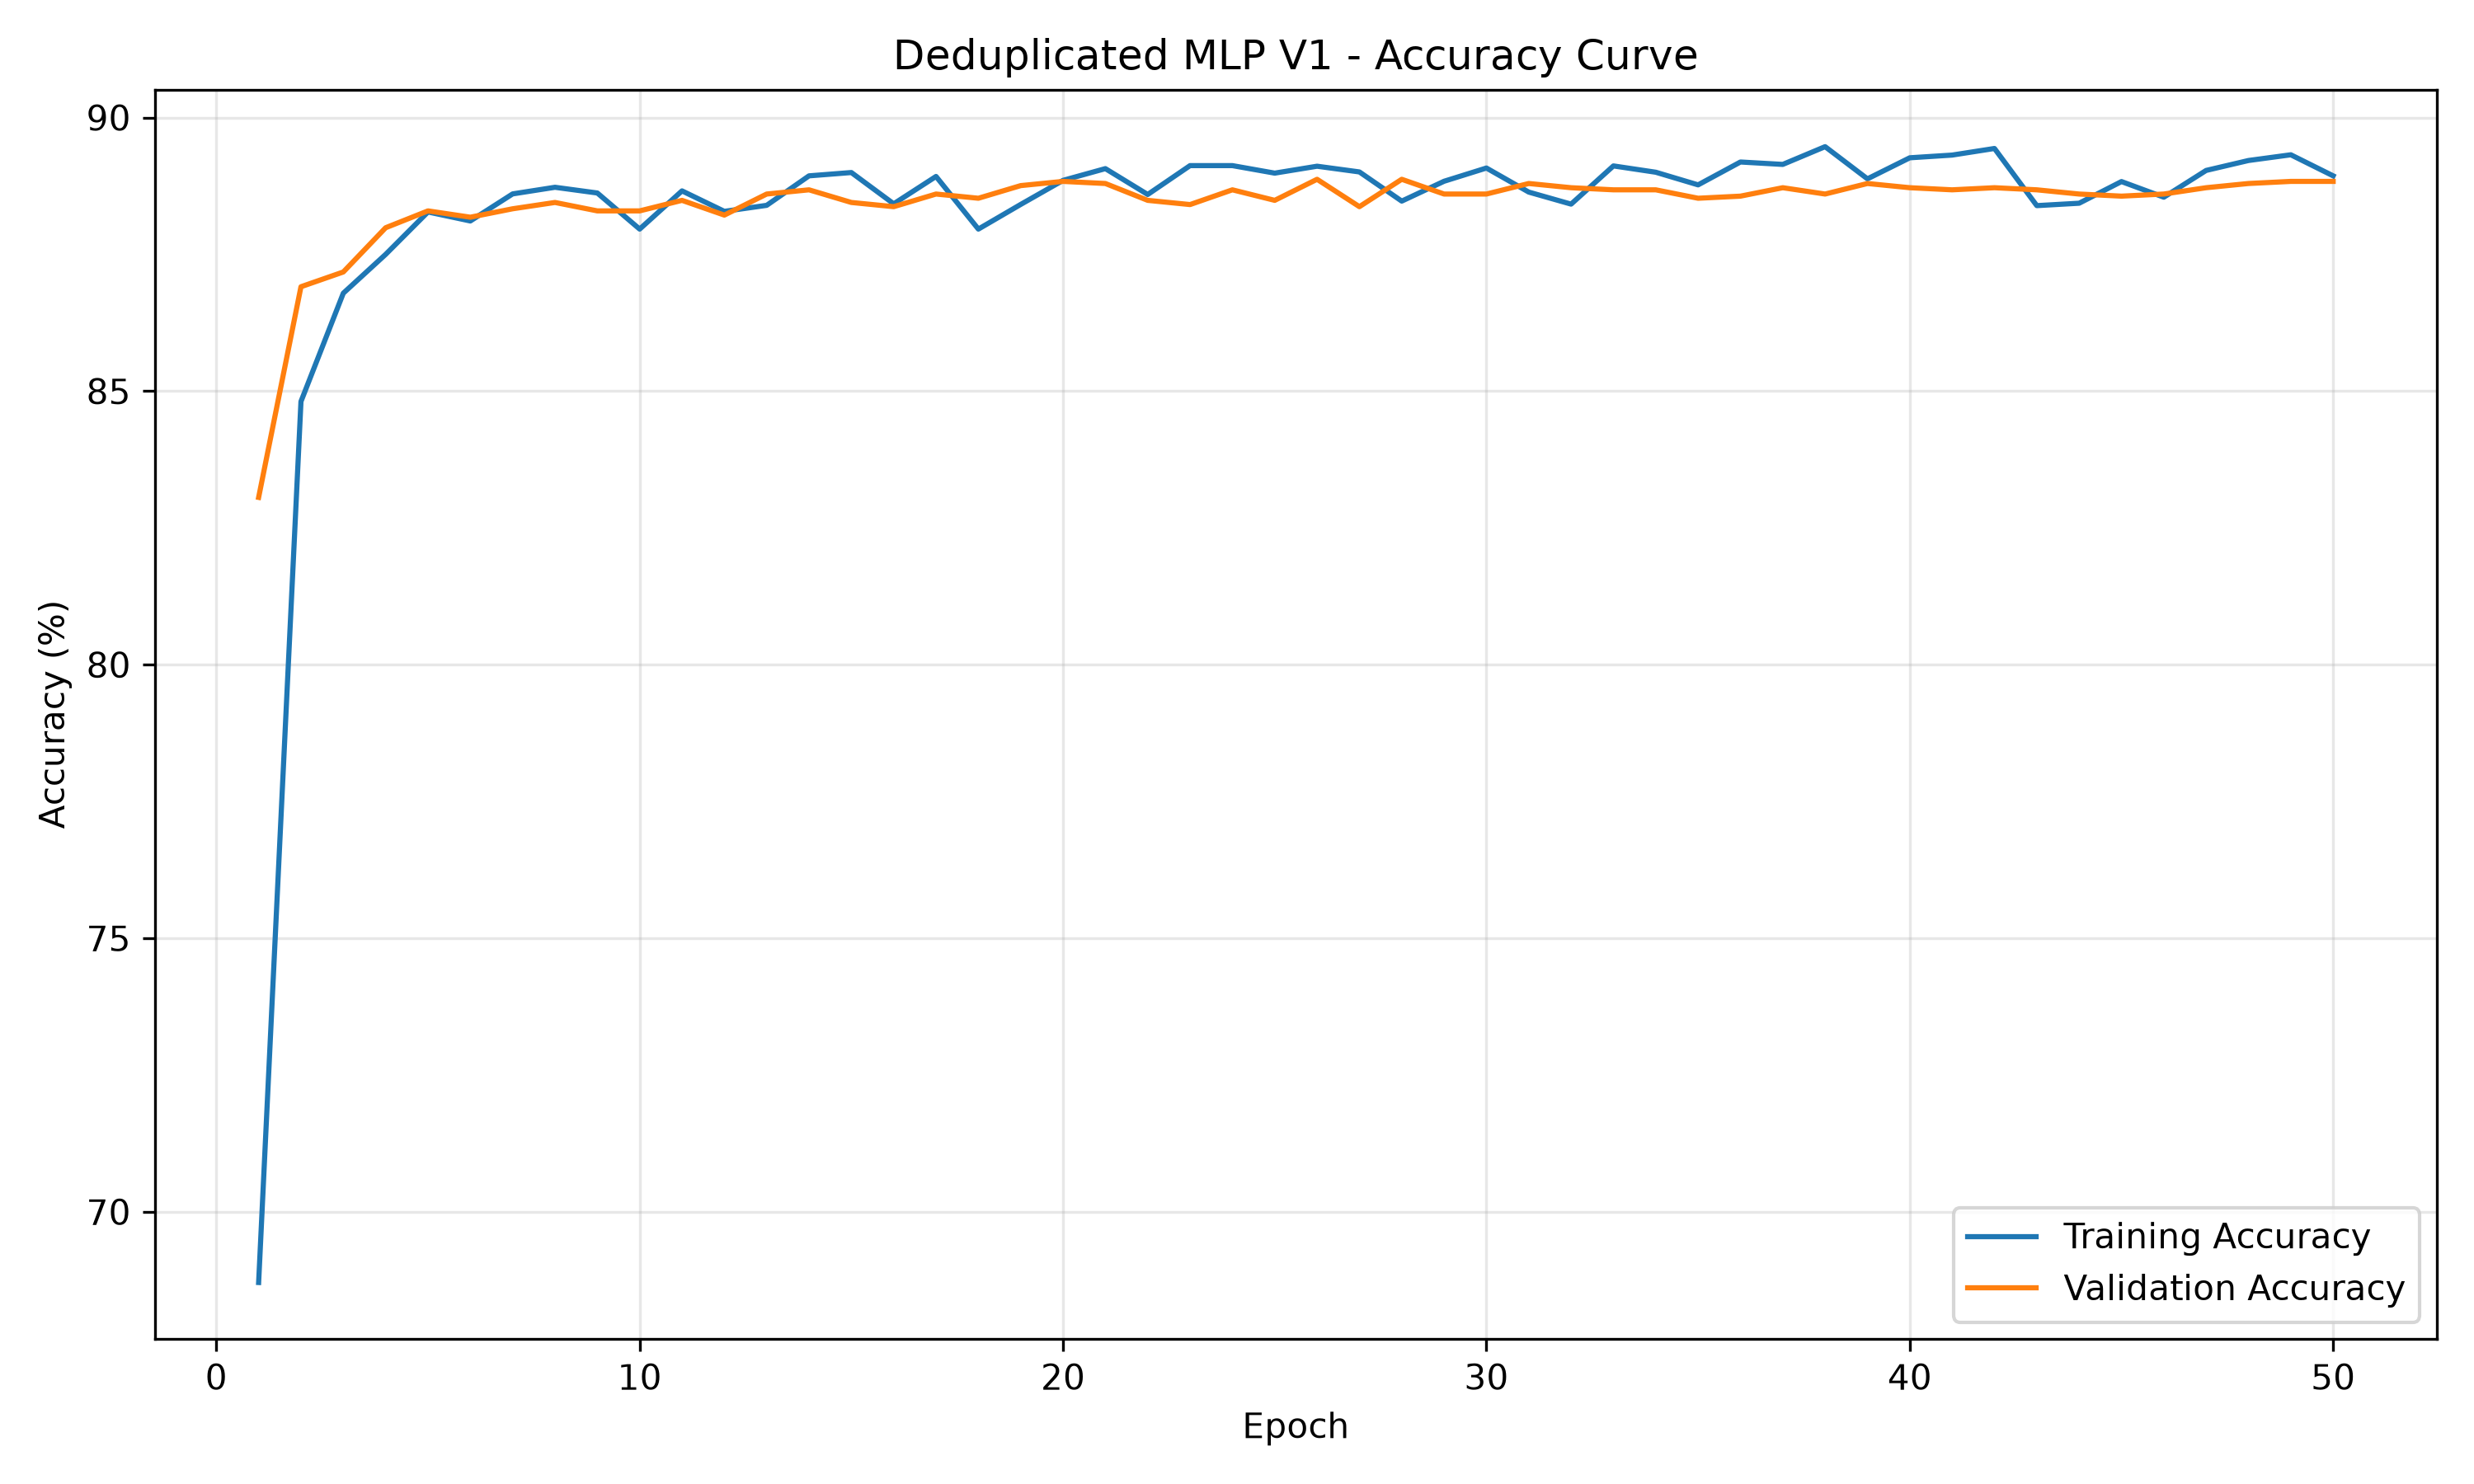 Deduplicated MLP V1 - Accuracy Curve
Accuracy (%)
90
85
80
75
70
0 10 20 30 40 50
Epoch
Training Accuracy
Validation Accuracy